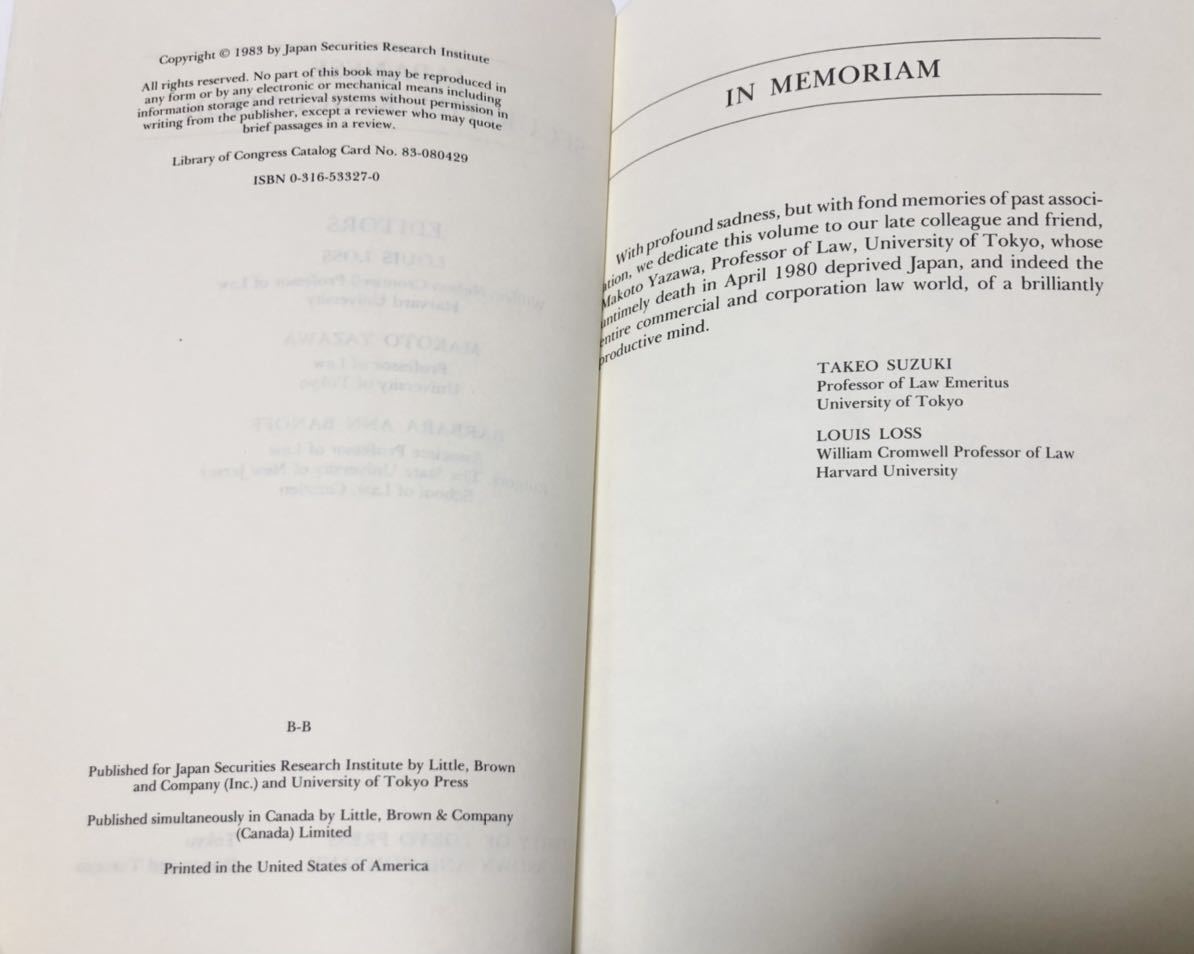 Copyright © 1983 by Japan Securities Research Institute
All rights reserved. No part of this book may be reproduced in
any form or by any electronic or mechanical means including
information storage and retrieval systems without permission in
writing from the publisher, except a reviewer who may quote
brief passages in a review.
Library of Congress Catalog Card No. 83-080429
ISBN 0-316-53327-0
B-B
Published for Japan Securities Research Institute by Little, Brown
and Company (Inc.) and University of Tokyo Press
Published simultaneously in Canada by Little, Brown & Company
(Canada) Limited
Printed in the United States of America
IN MEMORIAM
With profound sadness, but with fond memories of past associ-
ation, we dedicate this volume to our late colleague and friend,
Makoto Yazawa, Professor of Law, University of Tokyo, whose
untimely death in April 1980 deprived Japan, and indeed the
entire commercial and corporation law world, of a brilliantly
productive mind.
TAKEO SUZUKI
Professor of Law Emeritus
University of Tokyo
LOUIS LOSS
William Cromwell Professor of Law
Harvard University